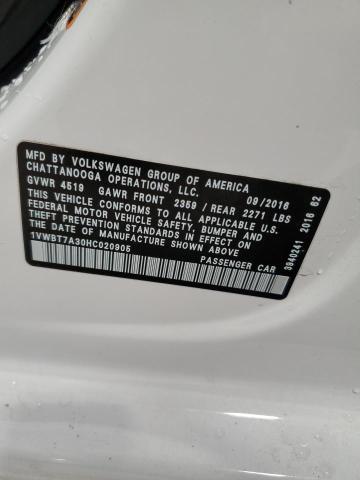 MFD BY VOLKSWAGEN GROUP OF AMERICA
CHATTANOOGA OPERATIONS, LLC. 09/2016
GVWR 4519 GAWR FRONT 2359 / REAR 2271 LBS
THIS VEHICLE CONFORMS TO ALL APPLICABLE U.S.
FEDERAL MOTOR VEHICLE SAFETY, BUMPER, AND
THEFT PREVENTION STANDARDS IN EFFECT ON
THE DATE OF MANUFACTURE SHOWN ABOVE.
1VWBT7A30HC020905 PASSENGER CAR
3940241 2016 62